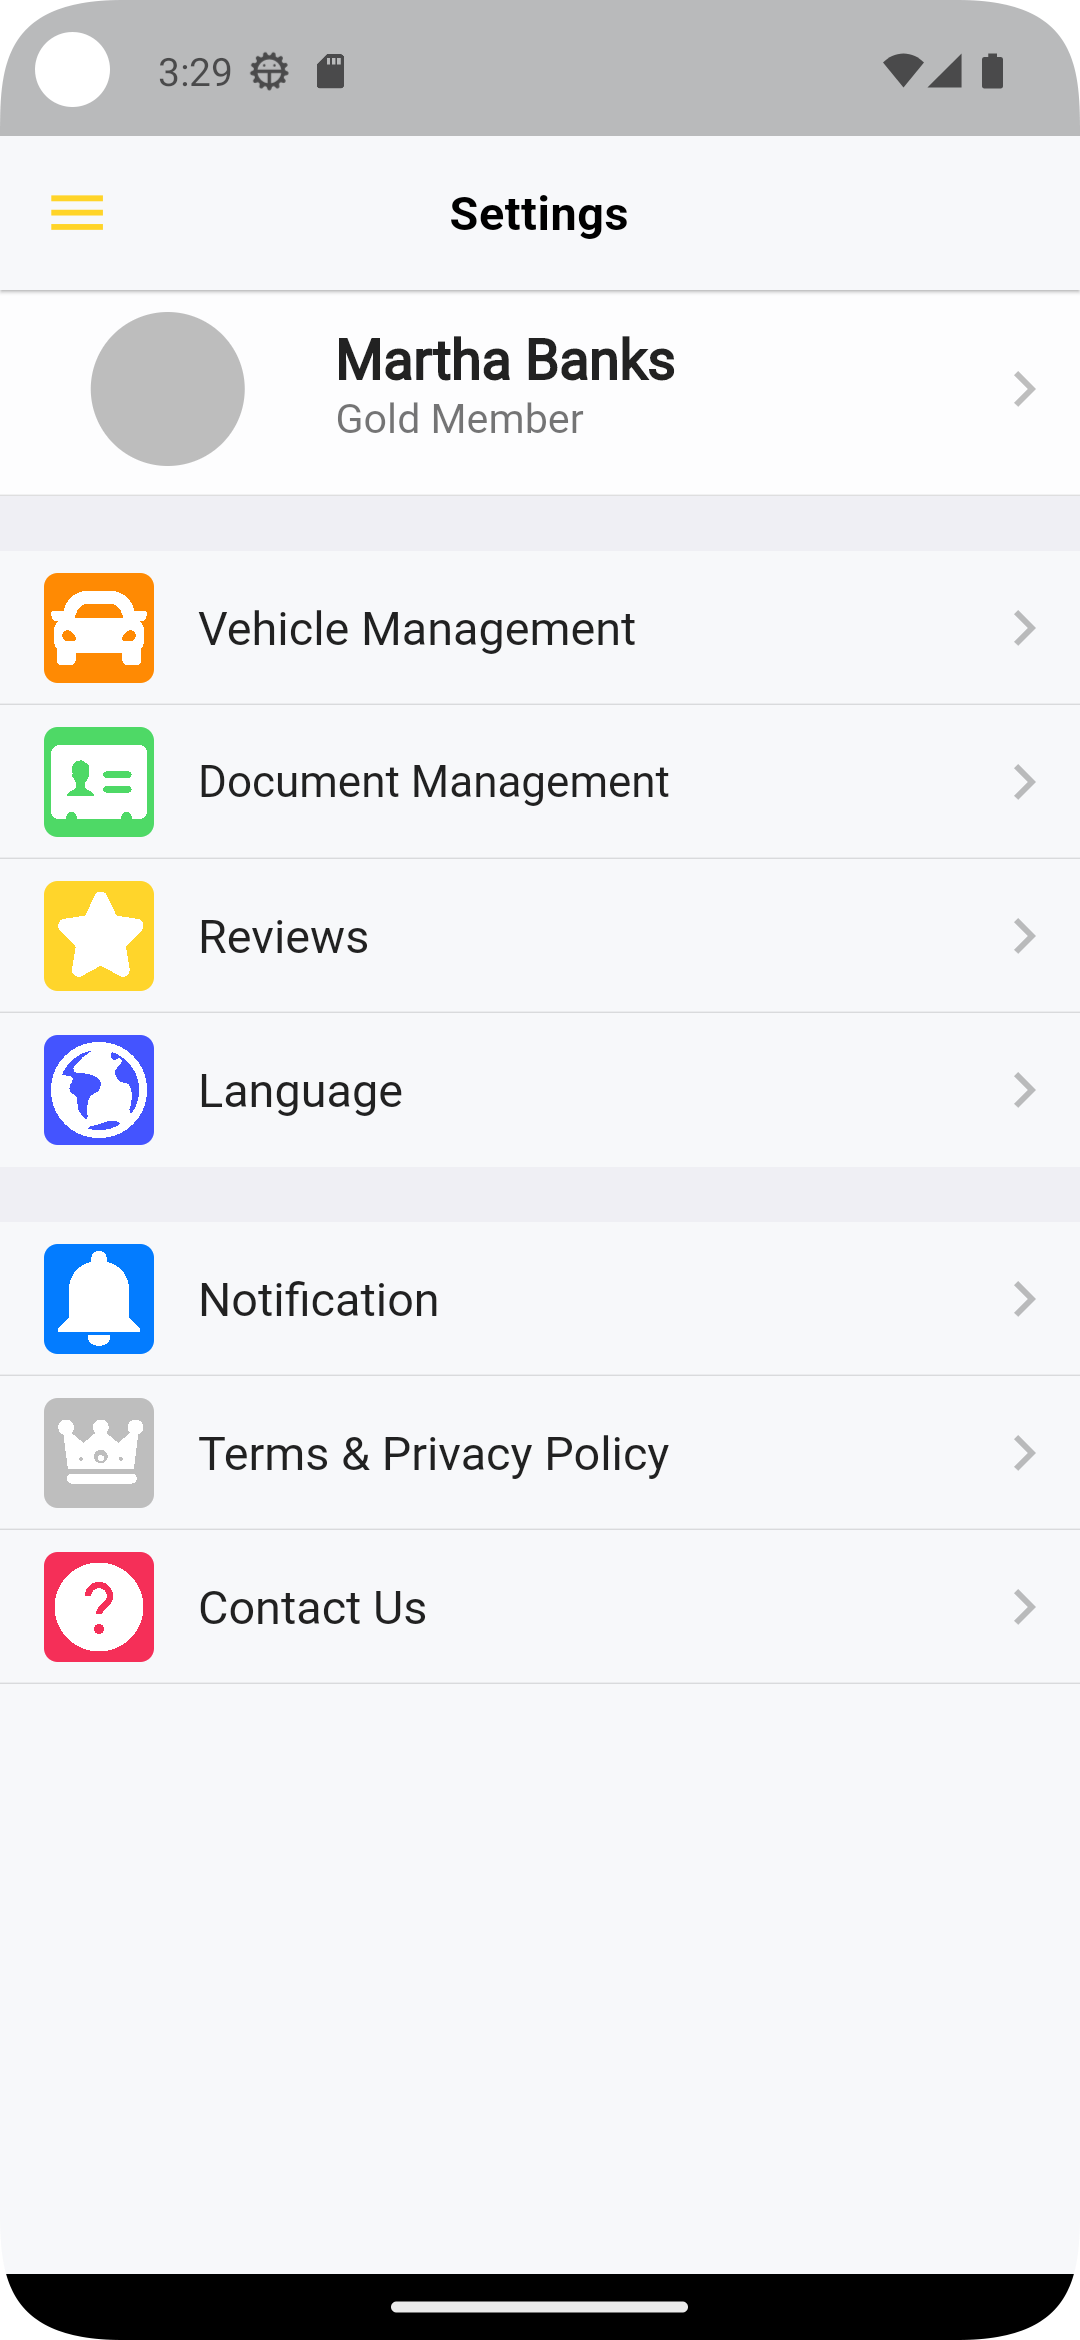 3:29
Settings
Martha Banks
Gold Member
Vehicle Management
Document Management
Reviews
Language
Notification
Terms & Privacy Policy
Contact Us